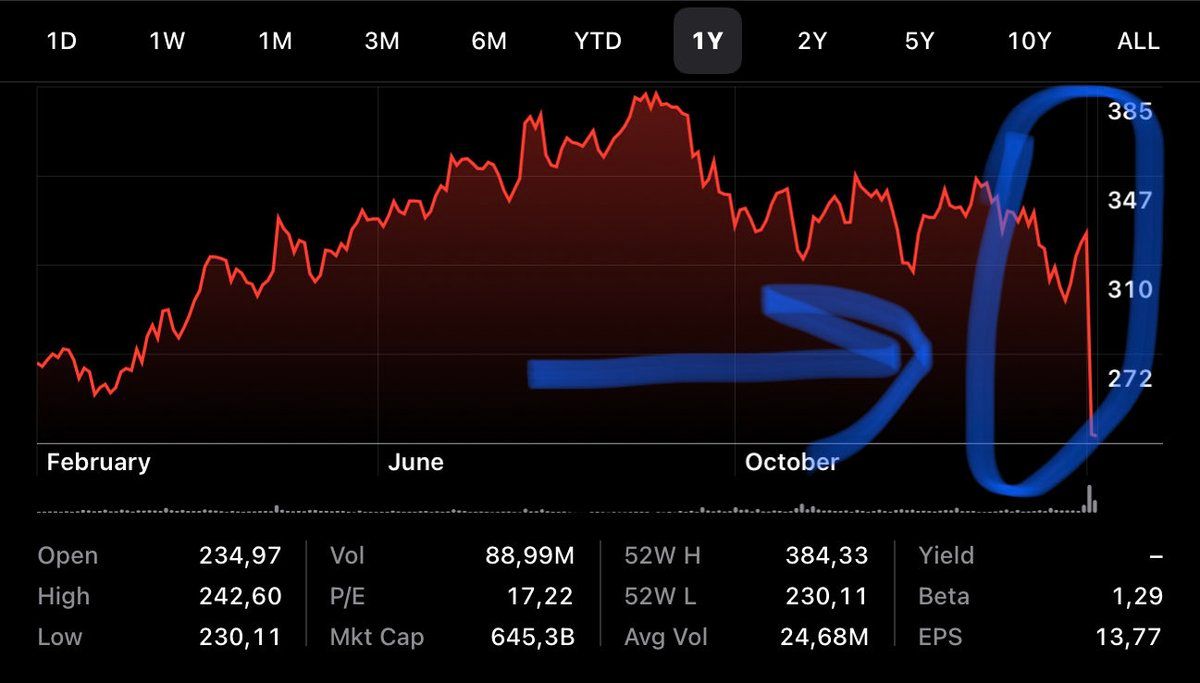 1D 1W 1M 3M 6M YTD 1Y 2Y 5Y 10Y ALL
385
347
310
272
February June October
Open 234,97 Vol 88,99M 52W H 384,33 Yield –
High 242,60 P/E 17,22 52W L 230,11 Beta 1,29
Low 230,11 Mkt Cap 645,3B Avg Vol 24,68M EPS 13,77